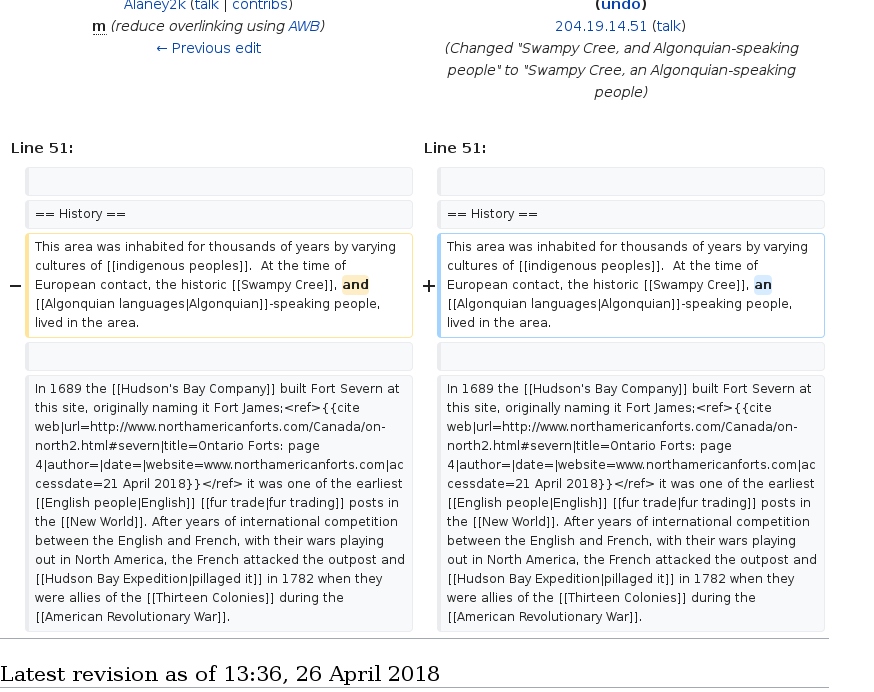 Alaney2k (talk | contribs)
m (reduce overlinking using AWB)
← Previous edit
(undo)
204.19.14.51 (talk)
(Changed "Swampy Cree, and Algonquian-speaking
people" to "Swampy Cree, an Algonquian-speaking
people)
Line 51:
== History ==
− This area was inhabited for thousands of years by varying
cultures of [[indigenous peoples]].  At the time of
European contact, the historic [[Swampy Cree]], and
[[Algonquian languages|Algonquian]]-speaking people,
lived in the area.
In 1689 the [[Hudson's Bay Company]] built Fort Severn at
this site, originally naming it Fort James;<ref>{{cite
web|url=http://www.northamericanforts.com/Canada/on-
north2.html#severn|title=Ontario Forts: page
4|author=|date=|website=www.northamericanforts.com|ac
cessdate=21 April 2018}}</ref> it was one of the earliest
[[English people|English]] [[fur trade|fur trading]] posts in
the [[New World]]. After years of international competition
between the English and French, with their wars playing
out in North America, the French attacked the outpost and
[[Hudson Bay Expedition|pillaged it]] in 1782 when they
were allies of the [[Thirteen Colonies]] during the
[[American Revolutionary War]].
Line 51:
== History ==
+ This area was inhabited for thousands of years by varying
cultures of [[indigenous peoples]].  At the time of
European contact, the historic [[Swampy Cree]], an
[[Algonquian languages|Algonquian]]-speaking people,
lived in the area.
In 1689 the [[Hudson's Bay Company]] built Fort Severn at
this site, originally naming it Fort James;<ref>{{cite
web|url=http://www.northamericanforts.com/Canada/on-
north2.html#severn|title=Ontario Forts: page
4|author=|date=|website=www.northamericanforts.com|ac
cessdate=21 April 2018}}</ref> it was one of the earliest
[[English people|English]] [[fur trade|fur trading]] posts in
the [[New World]]. After years of international competition
between the English and French, with their wars playing
out in North America, the French attacked the outpost and
[[Hudson Bay Expedition|pillaged it]] in 1782 when they
were allies of the [[Thirteen Colonies]] during the
[[American Revolutionary War]].
Latest revision as of 13:36, 26 April 2018